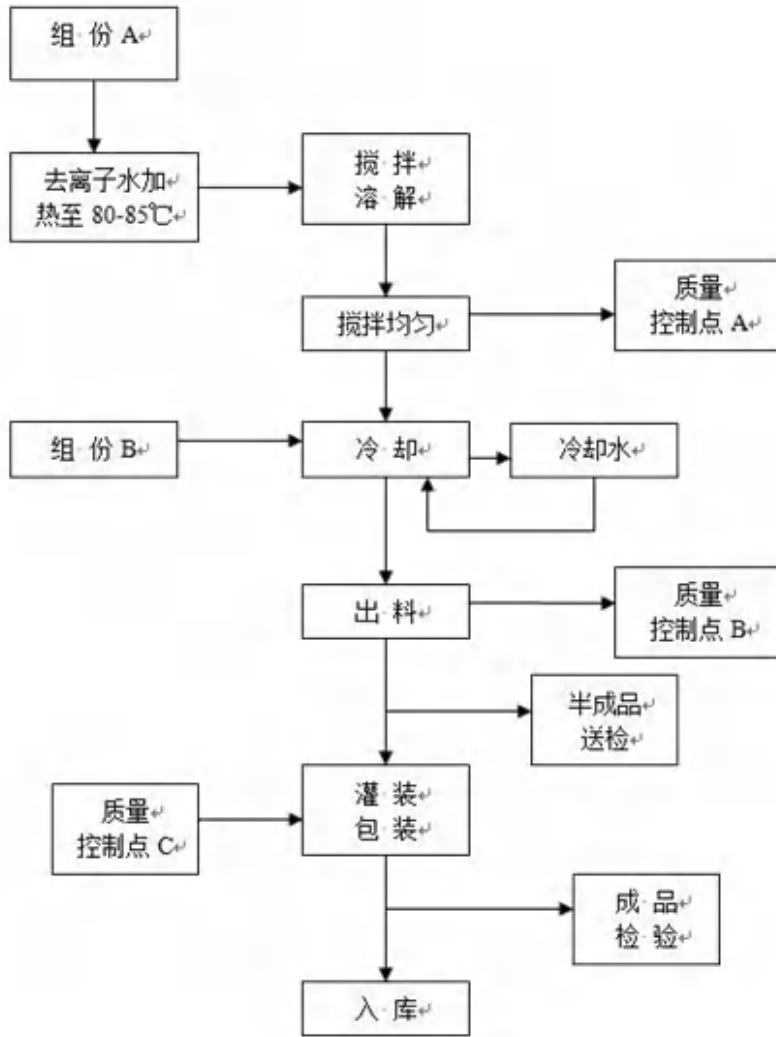 组·份 A↵
去离子水加↵
热至 80-85℃↵
搅·拌↵
溶·解↵
搅拌均匀↵
质量↵
控制点 A↵
组·份 B↵
冷·却↵
冷却水↵
出·料↵
质量↵
控制点 B↵
半成品↵
送检↵
灌·装↵
包·装↵
质量↵
控制点 C↵
成·品↵
检·验↵
入·库↵